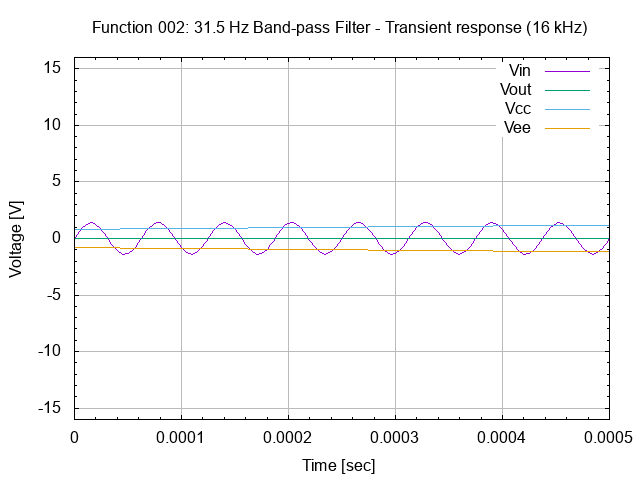 Function 002: 31.5 Hz Band-pass Filter - Transient response (16 kHz)
Vin
Vout
Vcc
Vee
15
10
5
0
-5
-10
-15
Voltage [V]
0 0.0001 0.0002 0.0003 0.0004 0.0005
Time [sec]